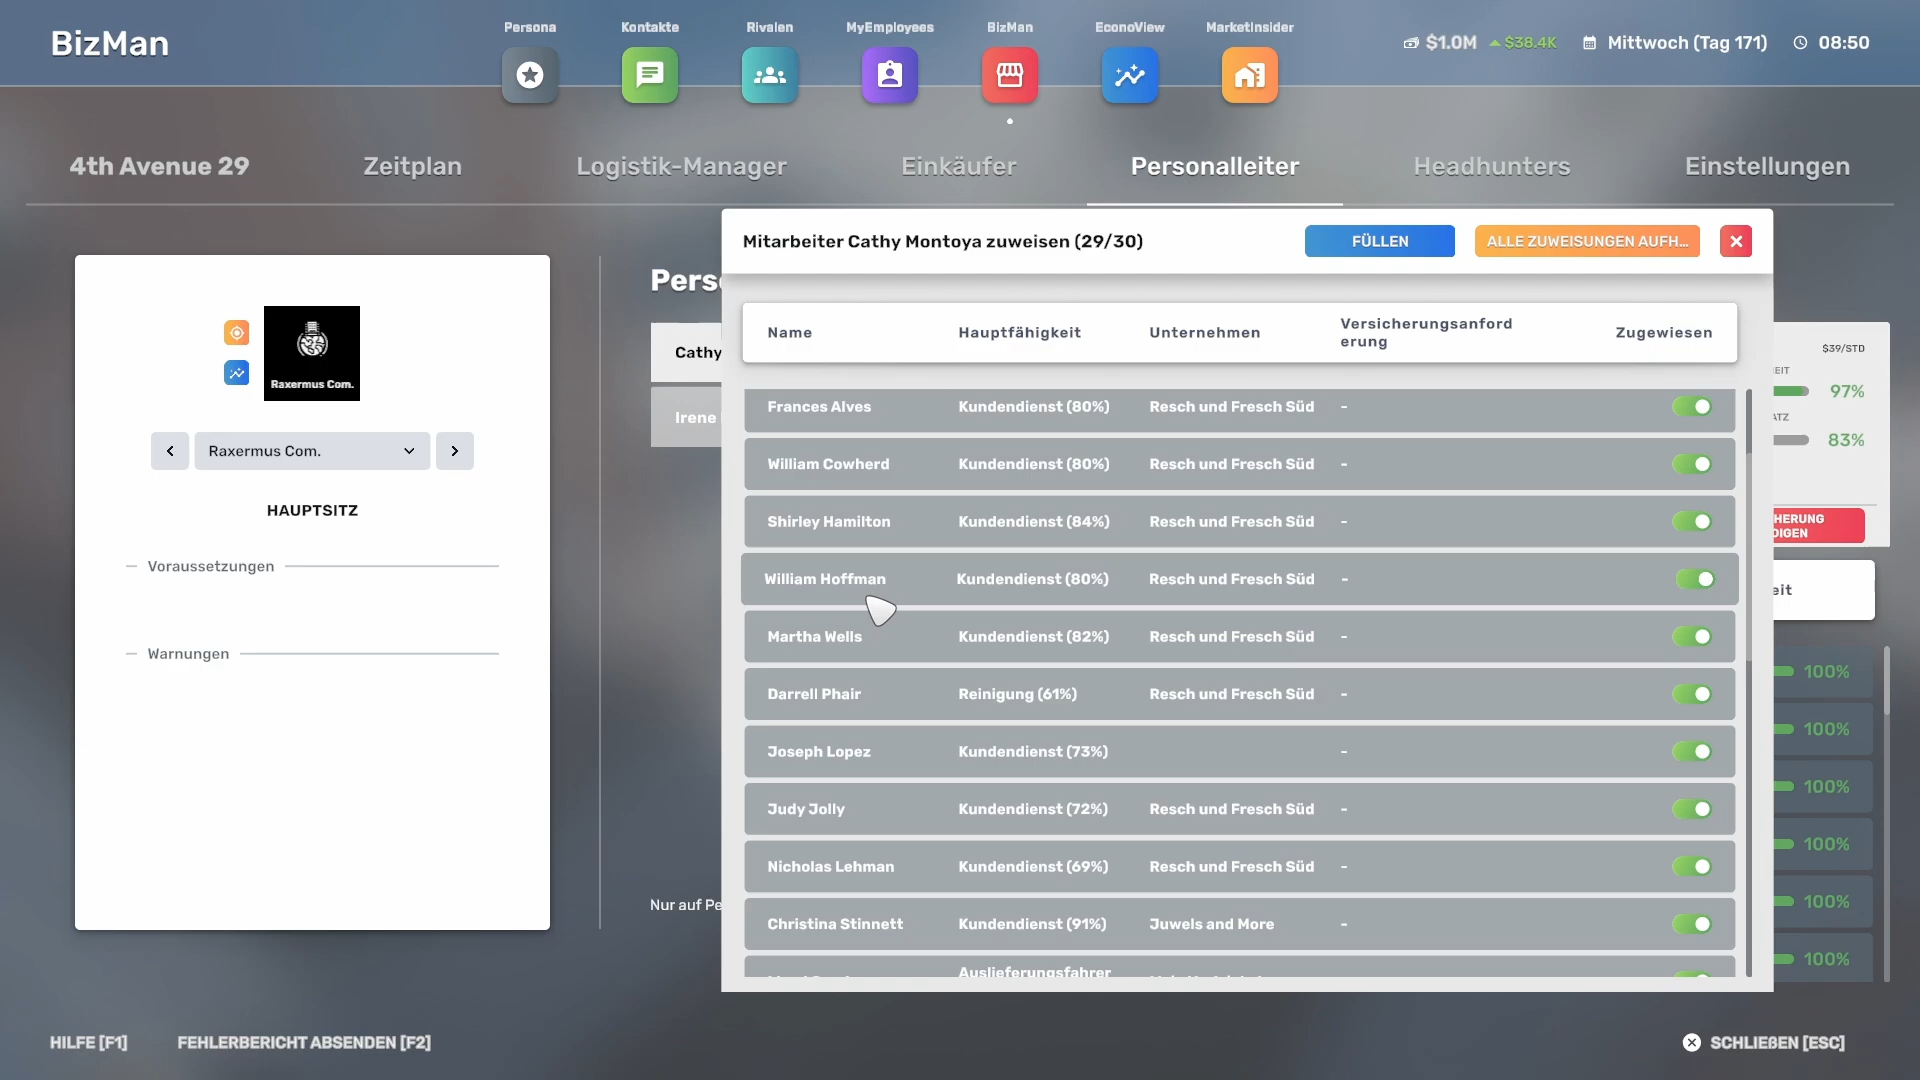 BizMan
Persona
Kontakte
Rivalen
MyEmployees
BizMan
EconoView
MarketInsider
$1.0M
$38.4K
Mittwoch (Tag 171)
08:50
4th Avenue 29
Zeitplan
Logistik-Manager
Einkäufer
Personalleiter
Headhunters
Einstellungen
Raxermus Com.
Raxermus Com.
HAUPTSITZ
Voraussetzungen
Warnungen
Perso
Cathy
Irene
Nur auf Pe
Mitarbeiter Cathy Montoya zuweisen (29/30)
FÜLLEN
ALLE ZUWEISUNGEN AUFH...
Name
Hauptfähigkeit
Unternehmen
Versicherungsanford
erung
Zugewiesen
Frances Alves Kundendienst (80%) Resch und Fresch Süd -
William Cowherd Kundendienst (80%) Resch und Fresch Süd -
Shirley Hamilton Kundendienst (84%) Resch und Fresch Süd -
William Hoffman Kundendienst (80%) Resch und Fresch Süd -
Martha Wells Kundendienst (82%) Resch und Fresch Süd -
Darrell Phair Reinigung (61%) Resch und Fresch Süd -
Joseph Lopez Kundendienst (73%) -
Judy Jolly Kundendienst (72%) Resch und Fresch Süd -
Nicholas Lehman Kundendienst (69%) Resch und Fresch Süd -
Christina Stinnett Kundendienst (91%) Juwels and More -
Auslieferungsfahrer
$39/STD
EIT
97%
ATZ
83%
HERUNG
DIGEN
eit
100%
100%
100%
100%
100%
100%
HILFE [F1]
FEHLERBERICHT ABSENDEN [F2]
SCHLIEßEN [ESC]